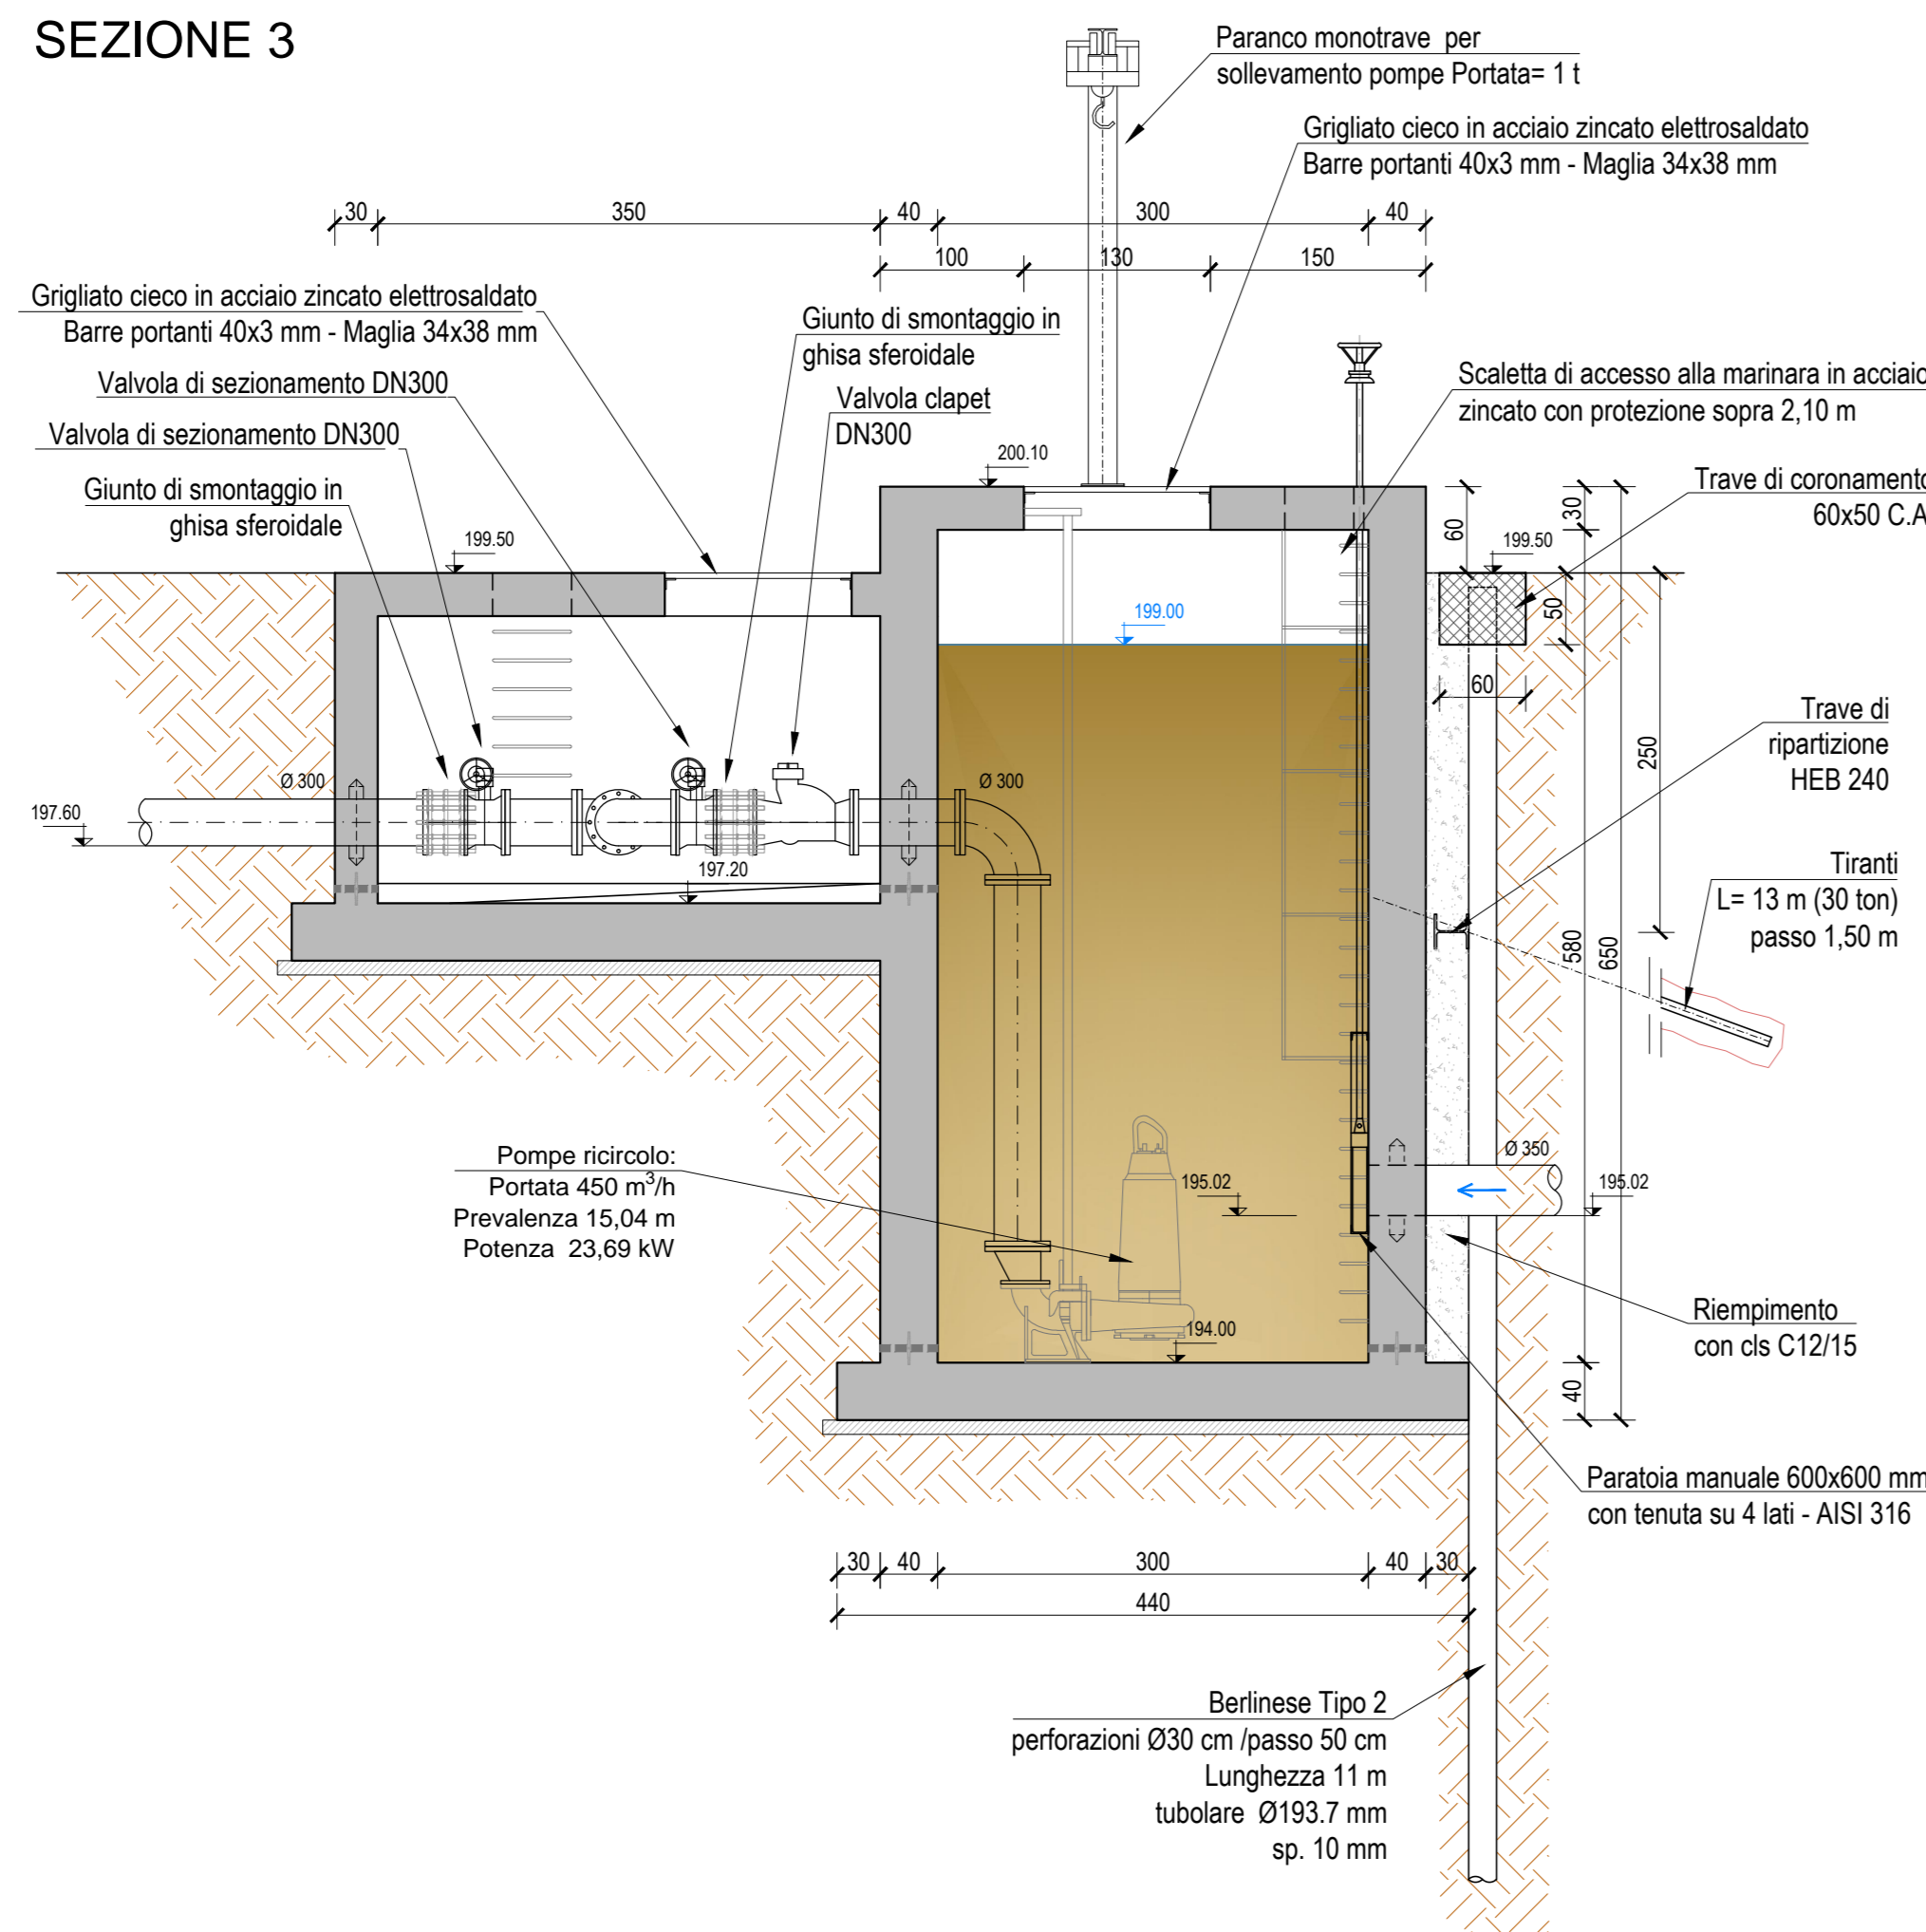 SEZIONE 3
Paranco monotrave per
sollevamento pompe Portata= 1 t
Grigliato cieco in acciaio zincato elettrosaldato
Barre portanti 40x3 mm - Maglia 34x38 mm
30
350
40
300
40
100
130
150
Grigliato cieco in acciaio zincato elettrosaldato
Barre portanti 40x3 mm - Maglia 34x38 mm
Giunto di smontaggio in
ghisa sferoidale
Valvola di sezionamento DN300
Valvola clapet
DN300
Scaletta di accesso alla marinara in acciaio
zincato con protezione sopra 2,10 m
Valvola di sezionamento DN300
Giunto di smontaggio in
ghisa sferoidale
200.10
Trave di coronamento
60x50 C.A
199.50
60
30
199.50
199.00
50
60
250
Trave di
ripartizione
HEB 240
Ø 300
Ø 300
197.60
197.20
Tiranti
L= 13 m (30 ton)
passo 1,50 m
580
650
Pompe ricircolo:
Portata 450 m³/h
Prevalenza 15,04 m
Potenza 23,69 kW
Ø 350
195.02
195.02
194.00
Riempimento
con cls C12/15
40
Paratoia manuale 600x600 mm
con tenuta su 4 lati - AISI 316
30
40
300
40
30
440
Berlinese Tipo 2
perforazioni Ø30 cm /passo 50 cm
Lunghezza 11 m
tubolare Ø193.7 mm
sp. 10 mm